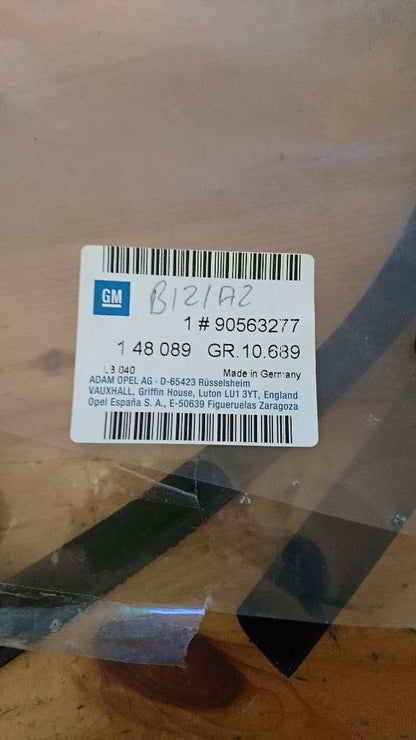 GM
B121A2
1 # 90563277
1 48 089 GR.10.689
L3 040
Made in Germany
ADAM OPEL AG - D-65423 Rüsselsheim
VAUXHALL, Griffin House, Luton LU1 3YT, England
Opel España S. A., E-50639 Figueruelas Zaragoza